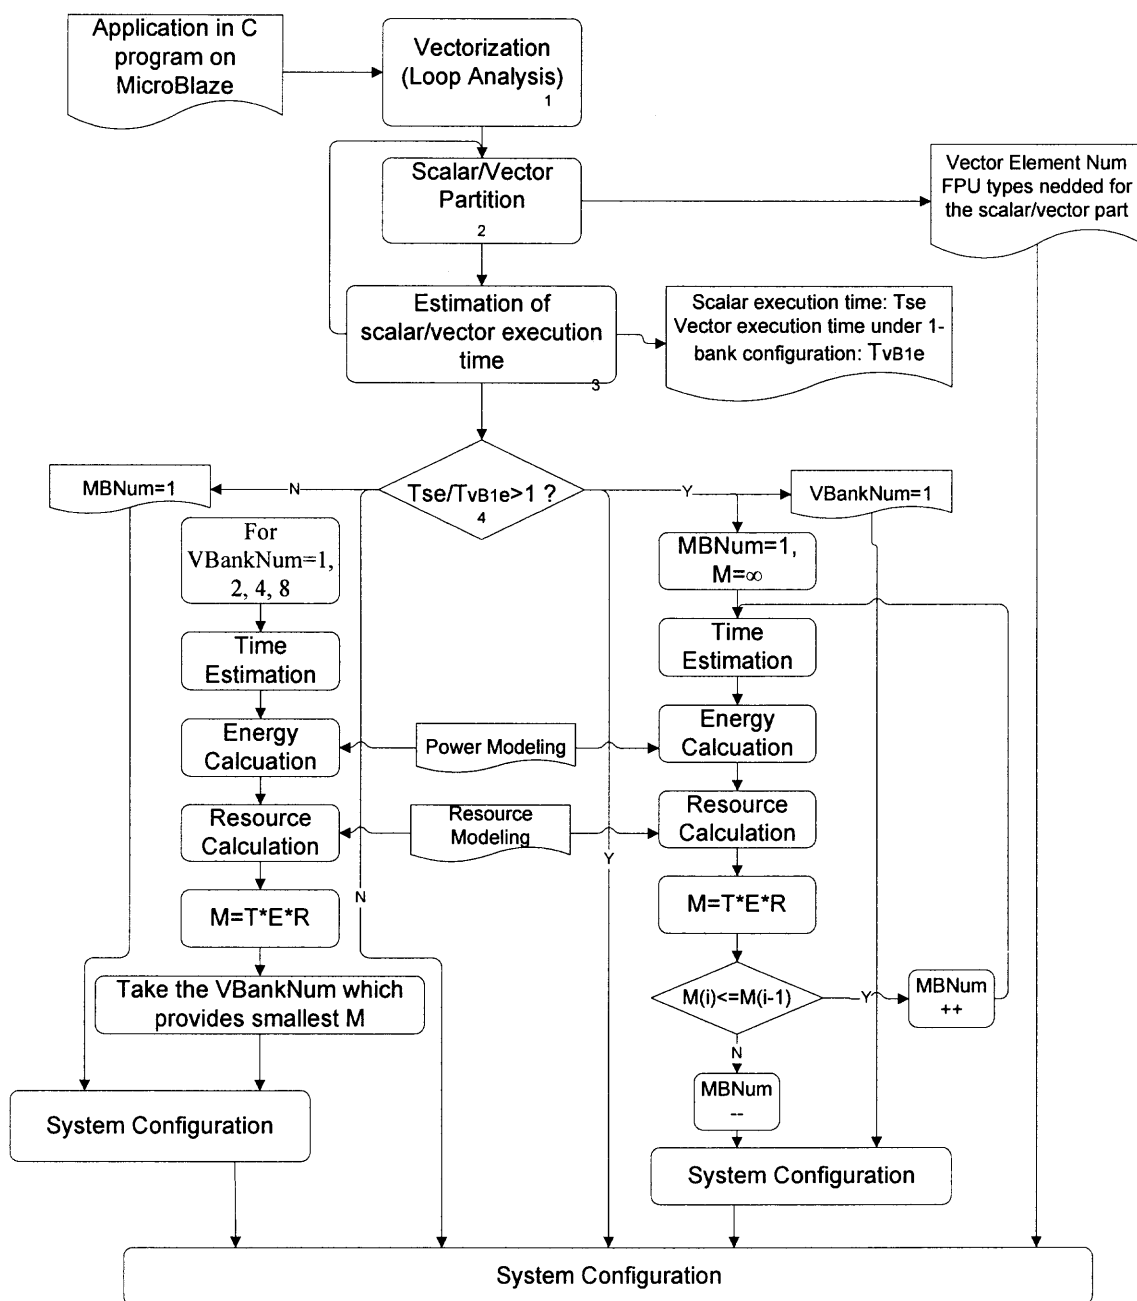 Application in C
program on
MicroBlaze
Vectorization
(Loop Analysis)
1
Scalar/Vector
Partition
2
Vector Element Num
FPU types nedded for
the scalar/vector part
Estimation of
scalar/vector execution
time
3
Scalar execution time: Tse
Vector execution time under 1-
bank configuration: TvB1e
MBNum=1
N
Tse/TvB1e>1 ?
4
Y
VBankNum=1
For
VBankNum=1,
2, 4, 8
MBNum=1,
M=∞
Time
Estimation
Time
Estimation
Energy
Calcuation
Power Modeling
Energy
Calcuation
Resource
Calculation
Resource
Modeling
Resource
Calculation
N
Y
M=T*E*R
M=T*E*R
Take the VBankNum which
provides smallest M
M(i)<=M(i-1)
Y
MBNum
++
N
MBNum
--
System Configuration
System Configuration
System Configuration